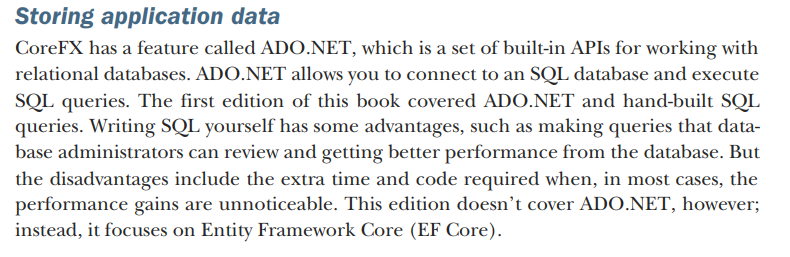 Storing application data
CoreFX has a feature called ADO.NET, which is a set of built-in APIs for working with
relational databases. ADO.NET allows you to connect to an SQL database and execute
SQL queries. The first edition of this book covered ADO.NET and hand-built SQL
queries. Writing SQL yourself has some advantages, such as making queries that data-
base administrators can review and getting better performance from the database. But
the disadvantages include the extra time and code required when, in most cases, the
performance gains are unnoticeable. This edition doesn’t cover ADO.NET, however;
instead, it focuses on Entity Framework Core (EF Core).